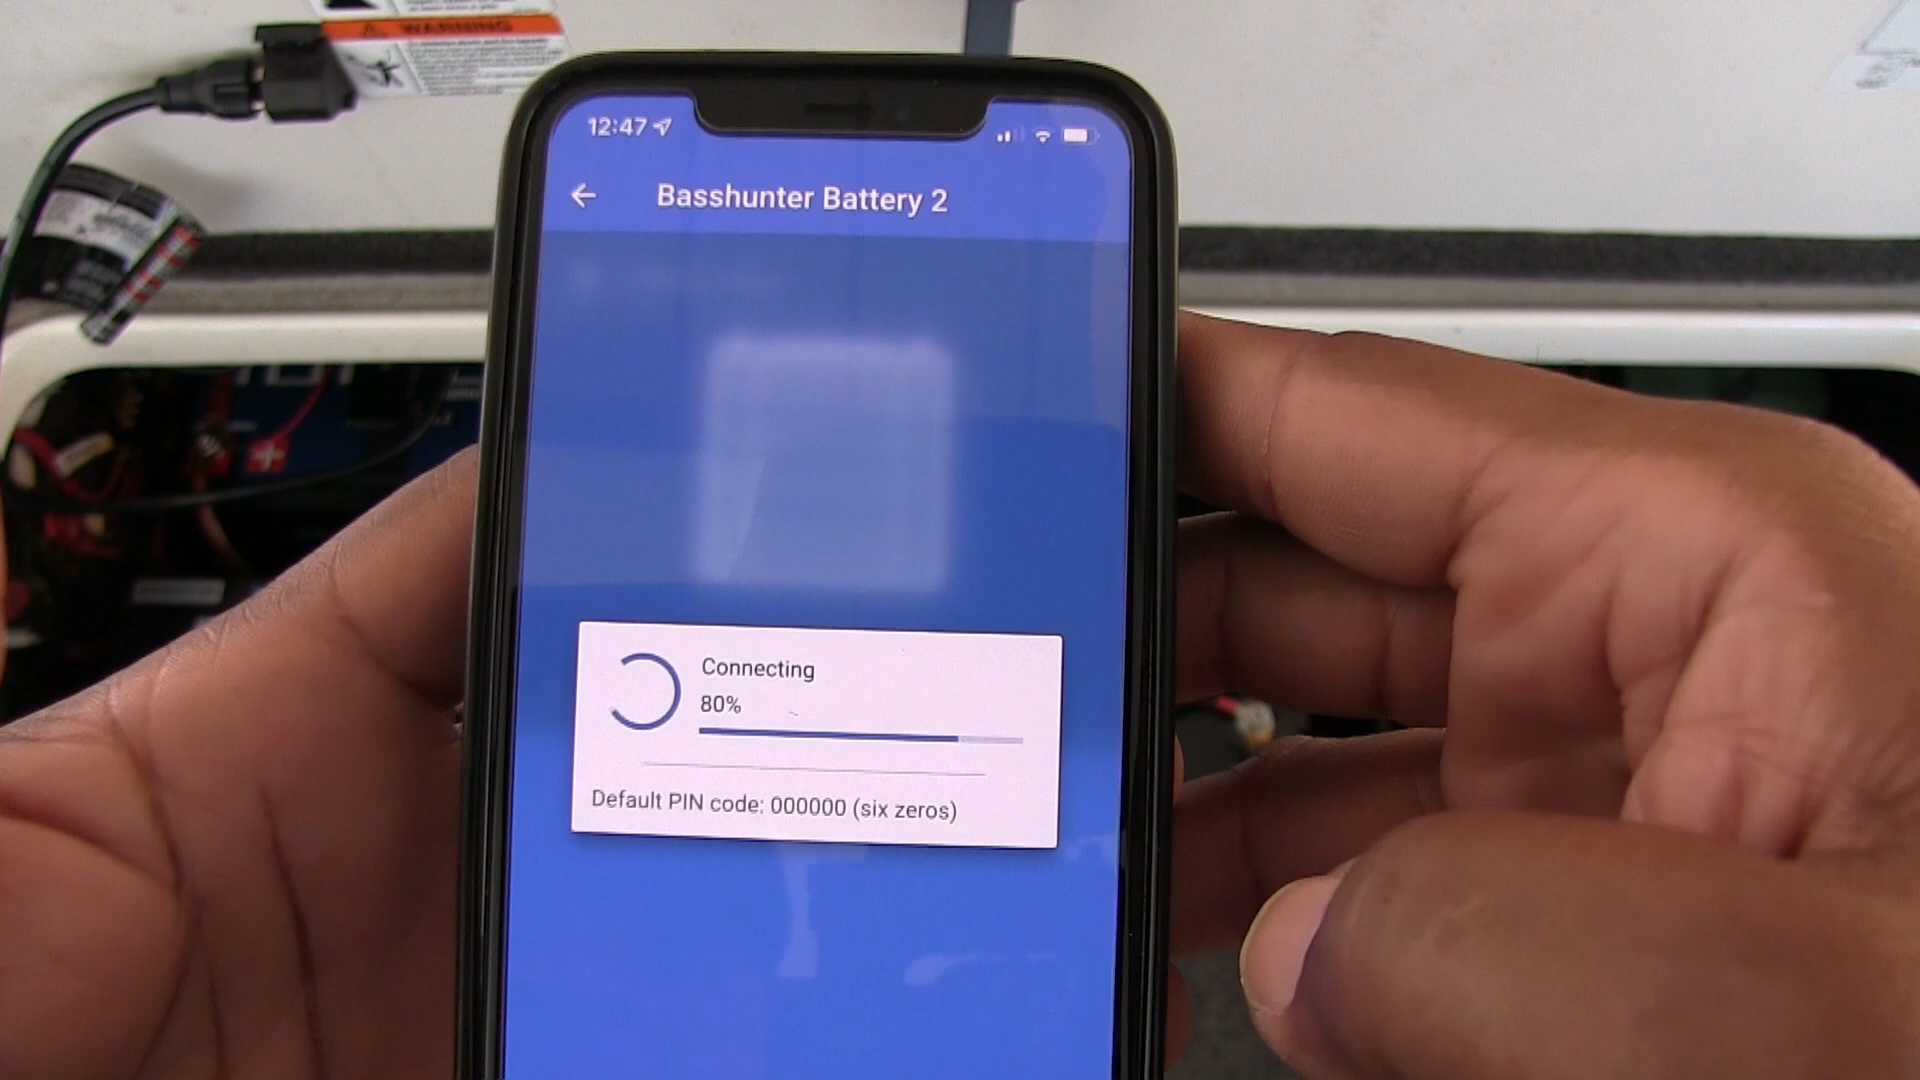 WARNING
12:47
Basshunter Battery 2
Connecting
80%
Default PIN code: 000000 (six zeros)